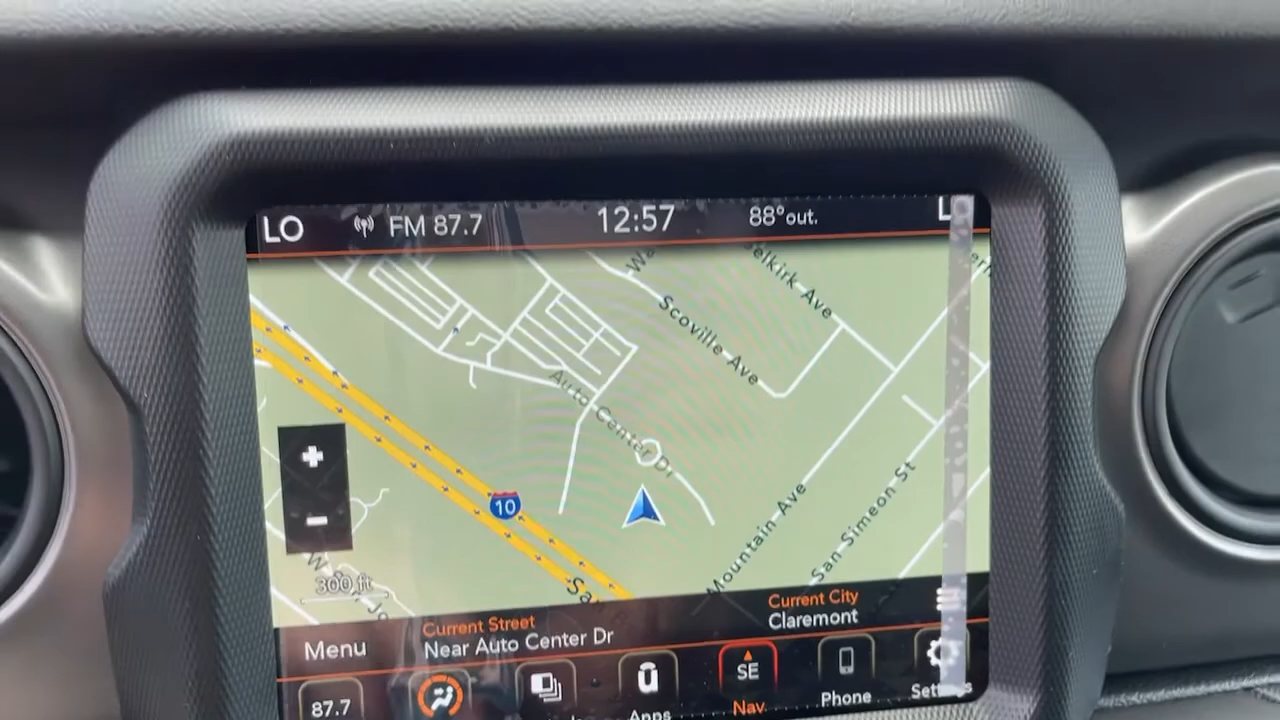 LO FM 87.7 12:57 88°out. LO
elkirk Ave
Scoville Ave
Auto Center Dr
10
Mountain Ave
San Simeon St
300 ft
Current Street
Near Auto Center Dr
Current City
Claremont
Menu
87.7
Apps
SE
Nav
Phone